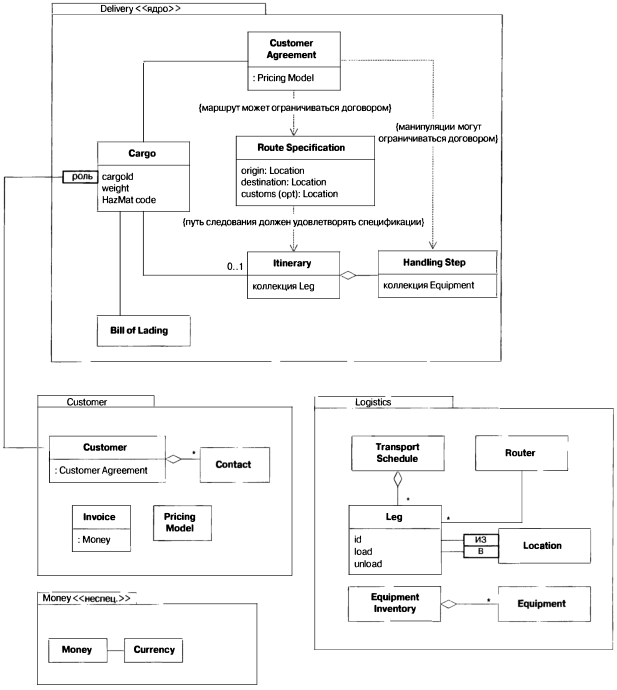 Delivery <<ядро>>
Customer
Agreement
: Pricing Model
{маршрут может ограничиваться договором}
{манипуляции могут
ограничиваться договором}
Cargo
роль
cargoId
weight
HazMat code
Route Specification
origin: Location
destination: Location
customs (opt): Location
{путь следования должен удовлетворять спецификации}
0..1
Itinerary
коллекция Leg
Handling Step
коллекция Equipment
Bill of Lading
Customer
Customer
: Customer Agreement
*
Contact
Invoice
: Money
Pricing
Model
Money <<неспец.>>
Money
Currency
Logistics
Transport
Schedule
Router
*
*
Leg
id
load
unload
ИЗ
В
Location
Equipment
Inventory
*
Equipment